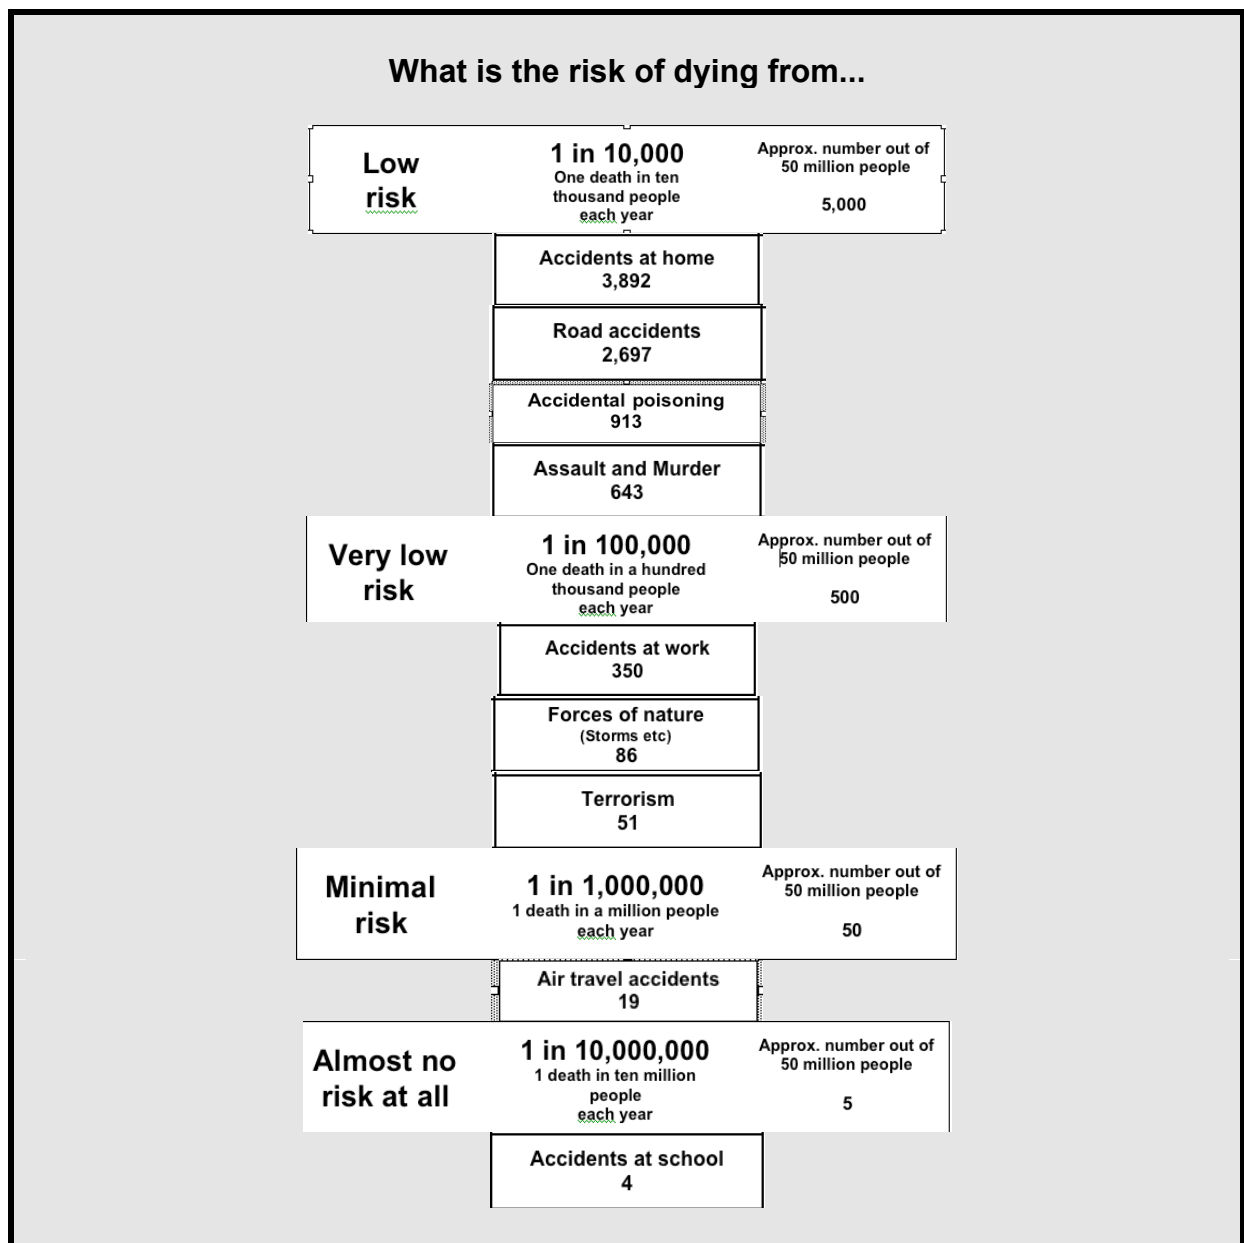 What is the risk of dying from...
Low
risk
1 in 10,000
One death in ten
thousand people
each year
Approx. number out of
50 million people
5,000
Accidents at home
3,892
Road accidents
2,697
Accidental poisoning
913
Assault and Murder
643
Very low
risk
1 in 100,000
One death in a hundred
thousand people
each year
Approx. number out of
50 million people
500
Accidents at work
350
Forces of nature
(Storms etc)
86
Terrorism
51
Minimal
risk
1 in 1,000,000
1 death in a million people
each year
Approx. number out of
50 million people
50
Air travel accidents
19
Almost no
risk at all
1 in 10,000,000
1 death in ten million
people
each year
Approx. number out of
50 million people
5
Accidents at school
4